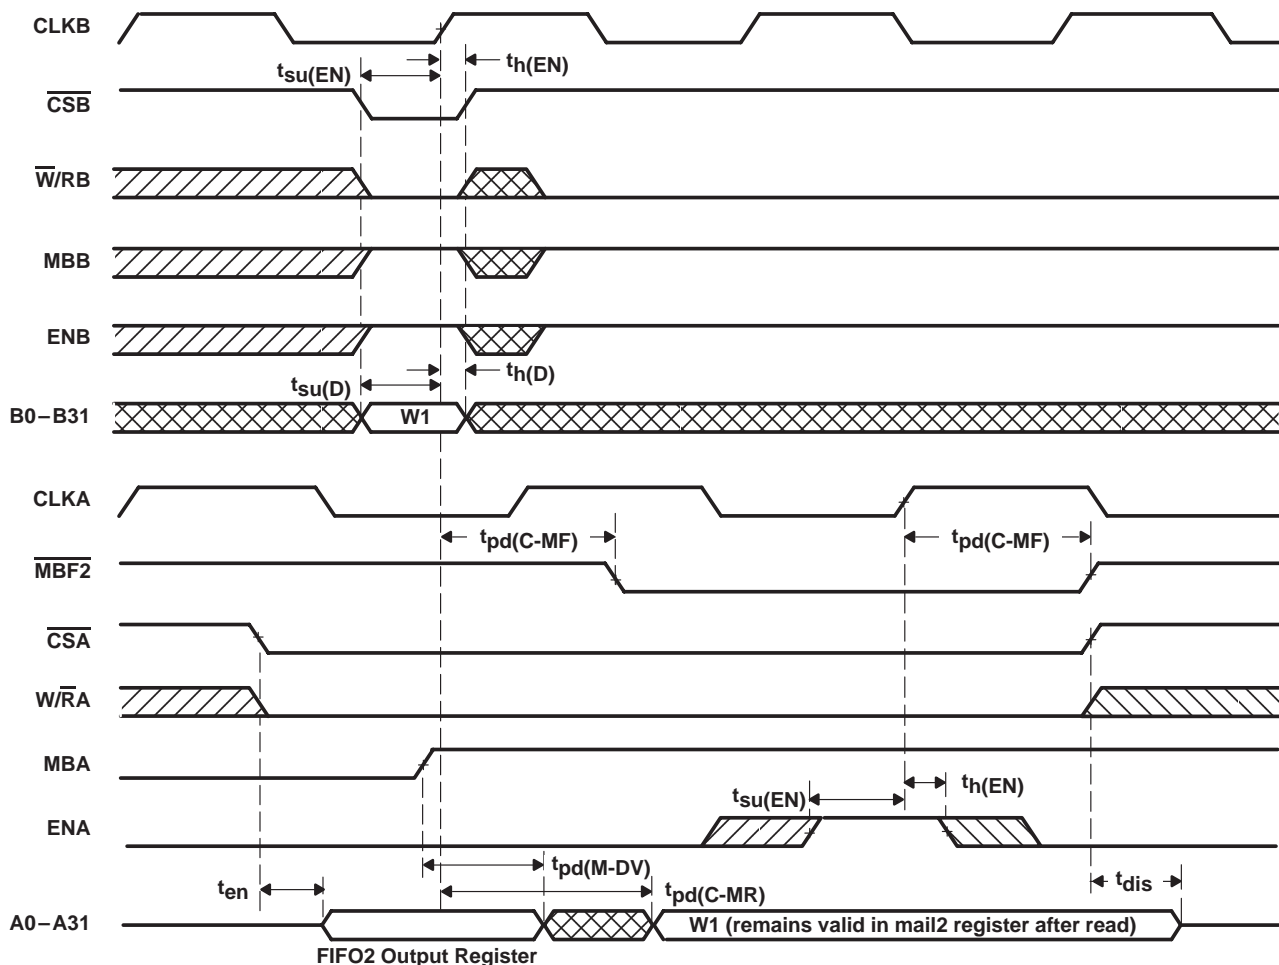 CLKB
tsu(EN)
th(EN)
CSB
W/RB
MBB
ENB
tsu(D)
th(D)
B0–B31
W1
CLKA
tpd(C-MF)
tpd(C-MF)
MBF2
CSA
W/RA
MBA
tsu(EN)
th(EN)
ENA
tpd(M-DV)
ten
tpd(C-MR)
tdis
A0–A31
W1 (remains valid in mail2 register after read)
FIFO2 Output Register